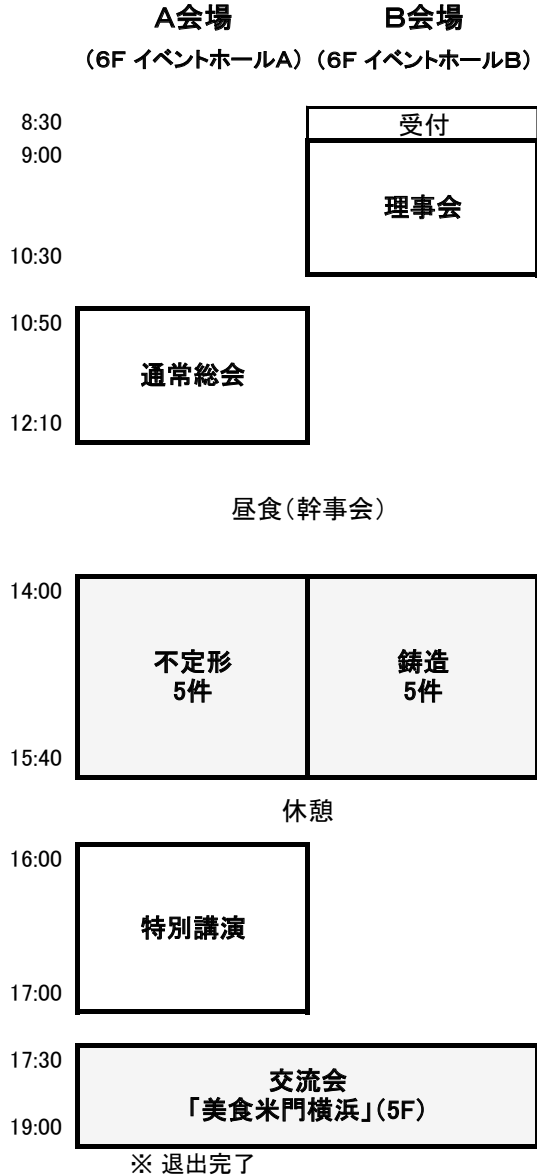 A会場 B会場
（6F イベントホールA） （6F イベントホールB）
8:30 受付
9:00
理事会
10:30
10:50
通常総会
12:10
昼食（幹事会）
14:00
不定形 鋳造
5件 5件
15:40
休憩
16:00
特別講演
17:00
17:30
交流会
「美食米門横浜」（5F）
19:00
※ 退出完了